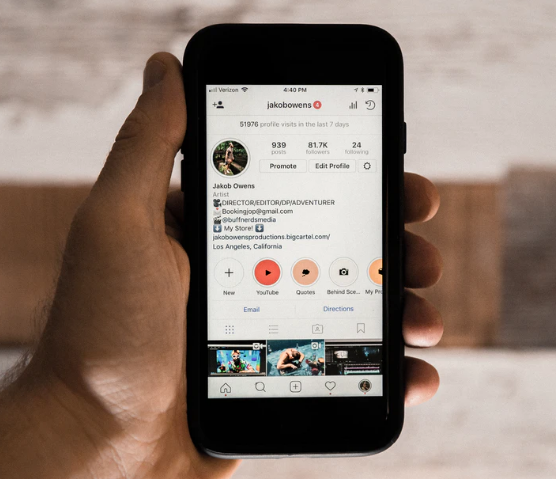 Verizon 4:40 PM
jakobowens 4
51976 profile visits in the last 7 days
939 81.7K 24
posts followers following
Promote Edit Profile
Jakob Owens
Artist
DIRECTOR/EDITOR/DP/ADVENTURER
Bookingjop@gmail.com
@buffnerdsmedia
My Store!
jakobowensproductions.bigcartel.com/
Los Angeles, California
New YouTube Quotes Behind Sce... My Pro
Email Directions